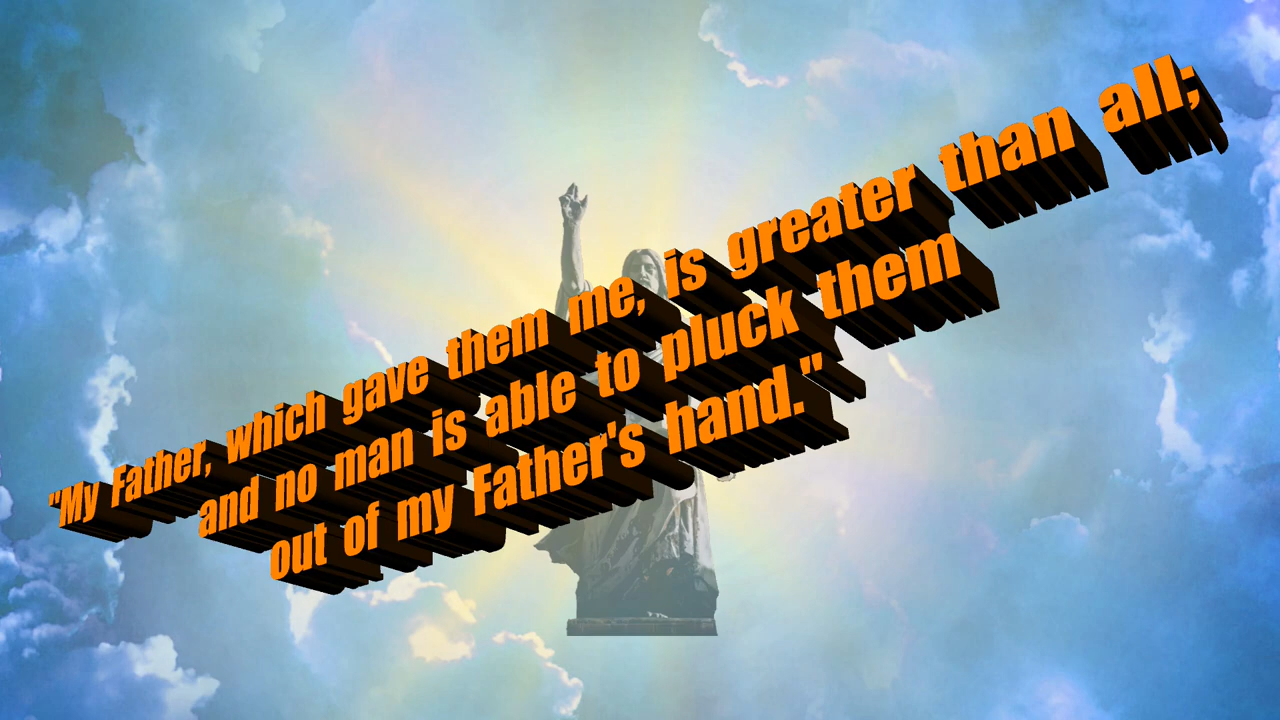 "My Father, which gave them me, is greater than all;
and no man is able to pluck them
out of my Father's hand."